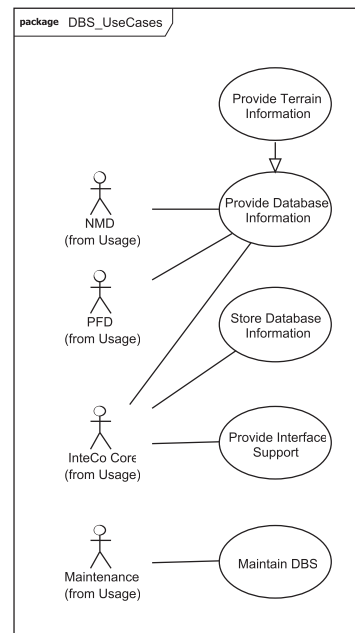 package DBS_UseCases
Provide Terrain
Information
Provide Database
Information
NMD
(from Usage)
PFD
(from Usage)
Store Database
Information
InteCo Core
(from Usage)
Provide Interface
Support
Maintenance
(from Usage)
Maintain DBS